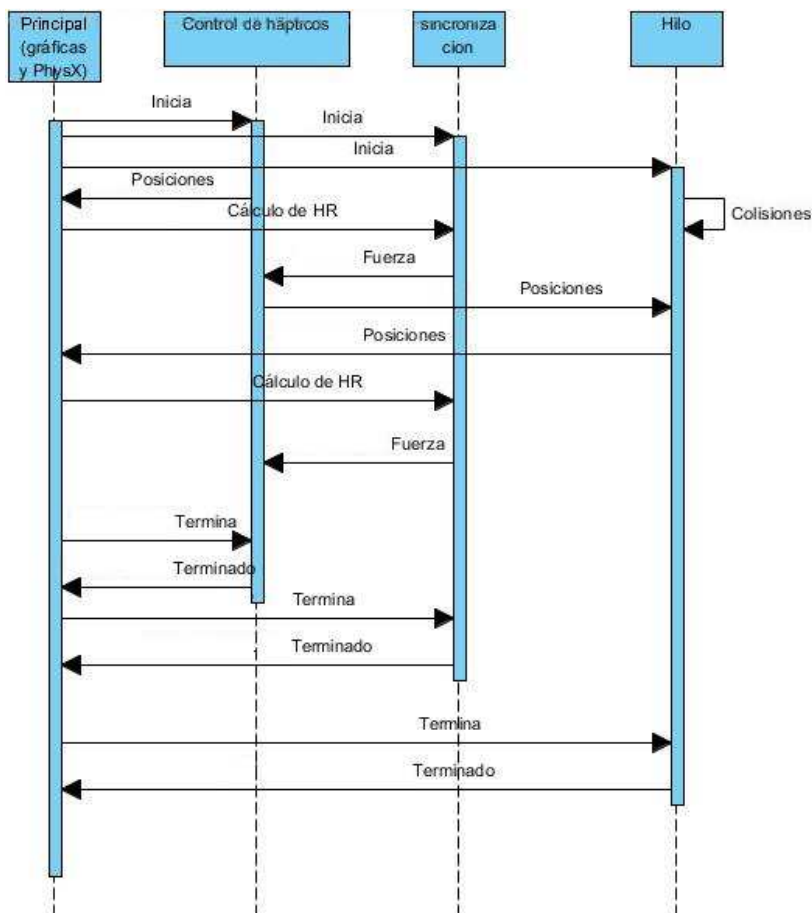 Principal
(gráficas
y PhysX)
Control de hápticos
sincroniza
cion
Hilo
Inicia
Inicia
Inicia
Posiciones
Colisiones
Cálculo de HR
Fuerza
Posiciones
Posiciones
Cálculo de HR
Fuerza
Termina
Terminado
Termina
Terminado
Termina
Terminado